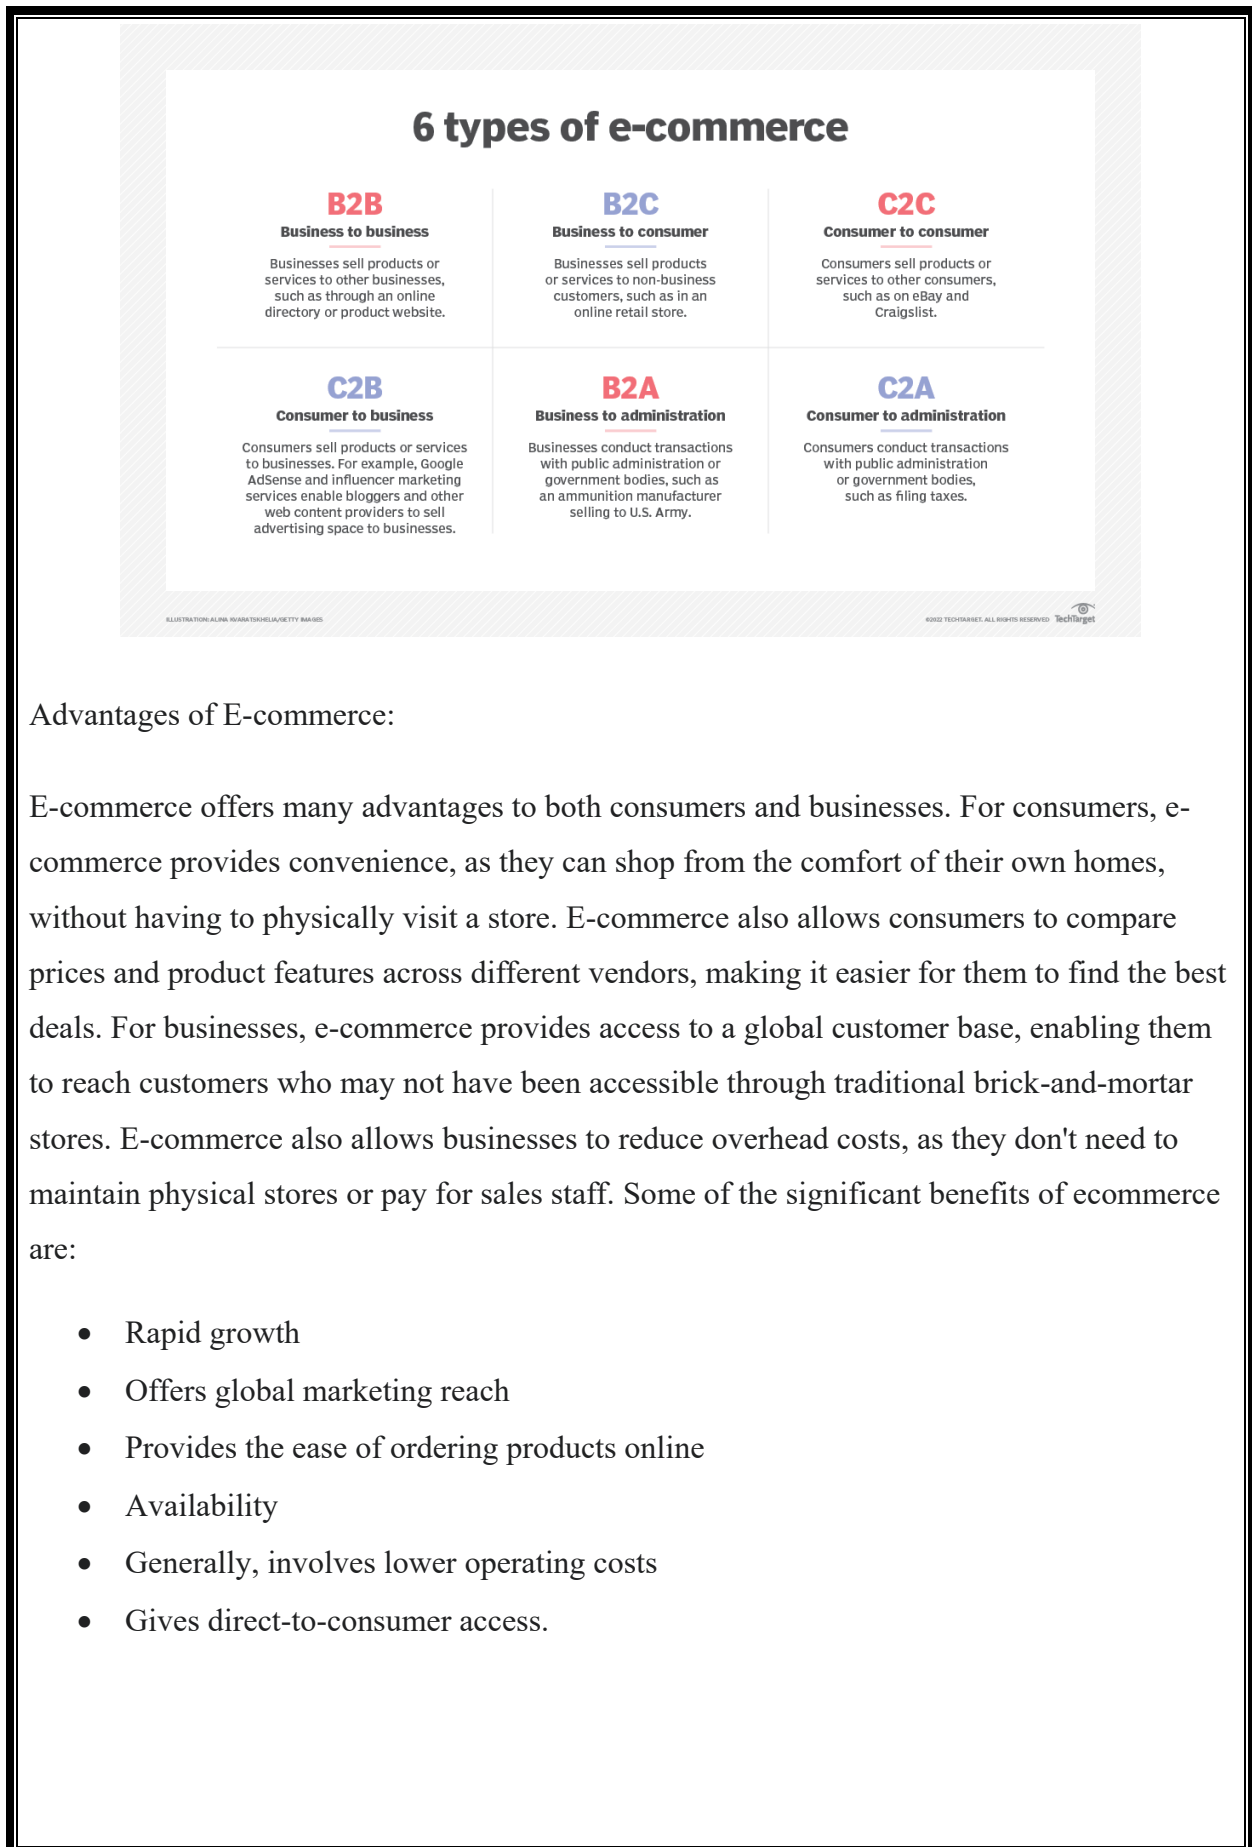 6 types of e-commerce
B2B
Business to business
Businesses sell products or
services to other businesses,
such as through an online
directory or product website.
B2C
Business to consumer
Businesses sell products
or services to non-business
customers, such as in an
online retail store.
C2C
Consumer to consumer
Consumers sell products or
services to other consumers,
such as on eBay and
Craigslist.
C2B
Consumer to business
Consumers sell products or services
to businesses. For example, Google
AdSense and influencer marketing
services enable bloggers and other
web content providers to sell
advertising space to businesses.
B2A
Business to administration
Businesses conduct transactions
with public administration or
government bodies, such as
an ammunition manufacturer
selling to U.S. Army.
C2A
Consumer to administration
Consumers conduct transactions
with public administration
or government bodies,
such as filing taxes.
ILLUSTRATION: ALINA KVARATSKHELIA/GETTY IMAGES
©2022 TECHTARGET. ALL RIGHTS RESERVED TechTarget
Advantages of E-commerce:
E-commerce offers many advantages to both consumers and businesses. For consumers, e-
commerce provides convenience, as they can shop from the comfort of their own homes,
without having to physically visit a store. E-commerce also allows consumers to compare
prices and product features across different vendors, making it easier for them to find the best
deals. For businesses, e-commerce provides access to a global customer base, enabling them
to reach customers who may not have been accessible through traditional brick-and-mortar
stores. E-commerce also allows businesses to reduce overhead costs, as they don't need to
maintain physical stores or pay for sales staff. Some of the significant benefits of ecommerce
are:
• Rapid growth
• Offers global marketing reach
• Provides the ease of ordering products online
• Availability
• Generally, involves lower operating costs
• Gives direct-to-consumer access.